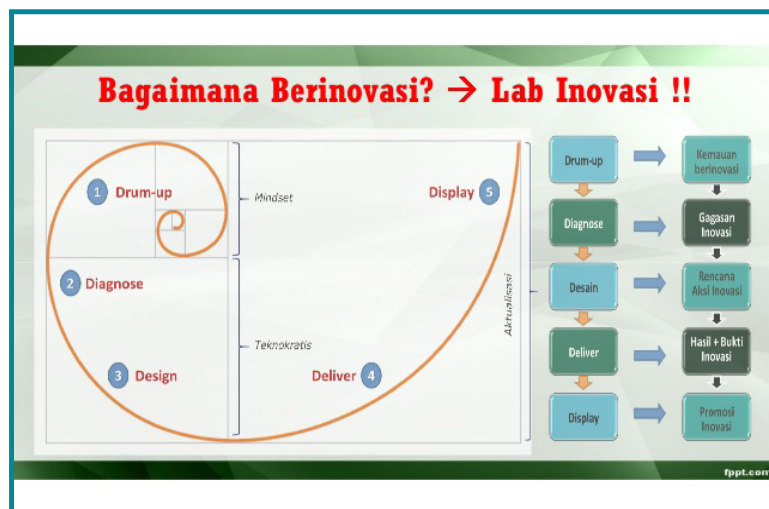 Bagaimana Berinovasi? → Lab Inovasi !!
1 Drum-up
Mindset
Display 5
2 Diagnose
Teknokratis
3 Design
Deliver 4
Aktualisasi
Drum-up
Kemauan
berinovasi
Diagnose
Gagasan
Inovasi
Desain
Rencana
Aksi Inovasi
Deliver
Hasil + Bukti
Inovasi
Display
Promosi
Inovasi
fppt.com